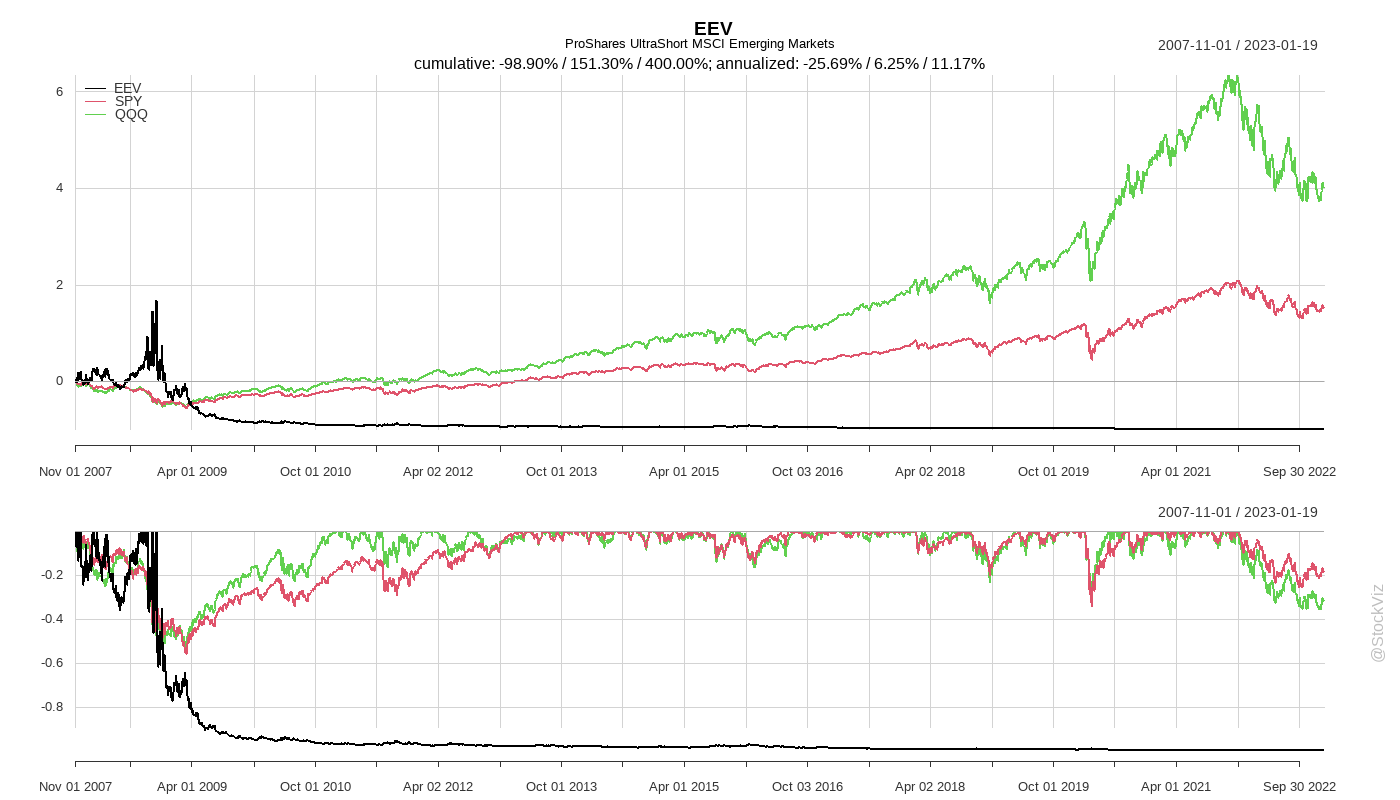 EEV
ProShares UltraShort MSCI Emerging Markets
2007-11-01 / 2023-01-19
cumulative: -98.90% / 151.30% / 400.00%; annualized: -25.69% / 6.25% / 11.17%
EEV
SPY
QQQ
6
4
2
0
Nov 01 2007 Apr 01 2009 Oct 01 2010 Apr 02 2012 Oct 01 2013 Apr 01 2015 Oct 03 2016 Apr 02 2018 Oct 01 2019 Apr 01 2021 Sep 30 2022
2007-11-01 / 2023-01-19
-0.2
-0.4
-0.6
-0.8
Nov 01 2007 Apr 01 2009 Oct 01 2010 Apr 02 2012 Oct 01 2013 Apr 01 2015 Oct 03 2016 Apr 02 2018 Oct 01 2019 Apr 01 2021 Sep 30 2022
@StockViz